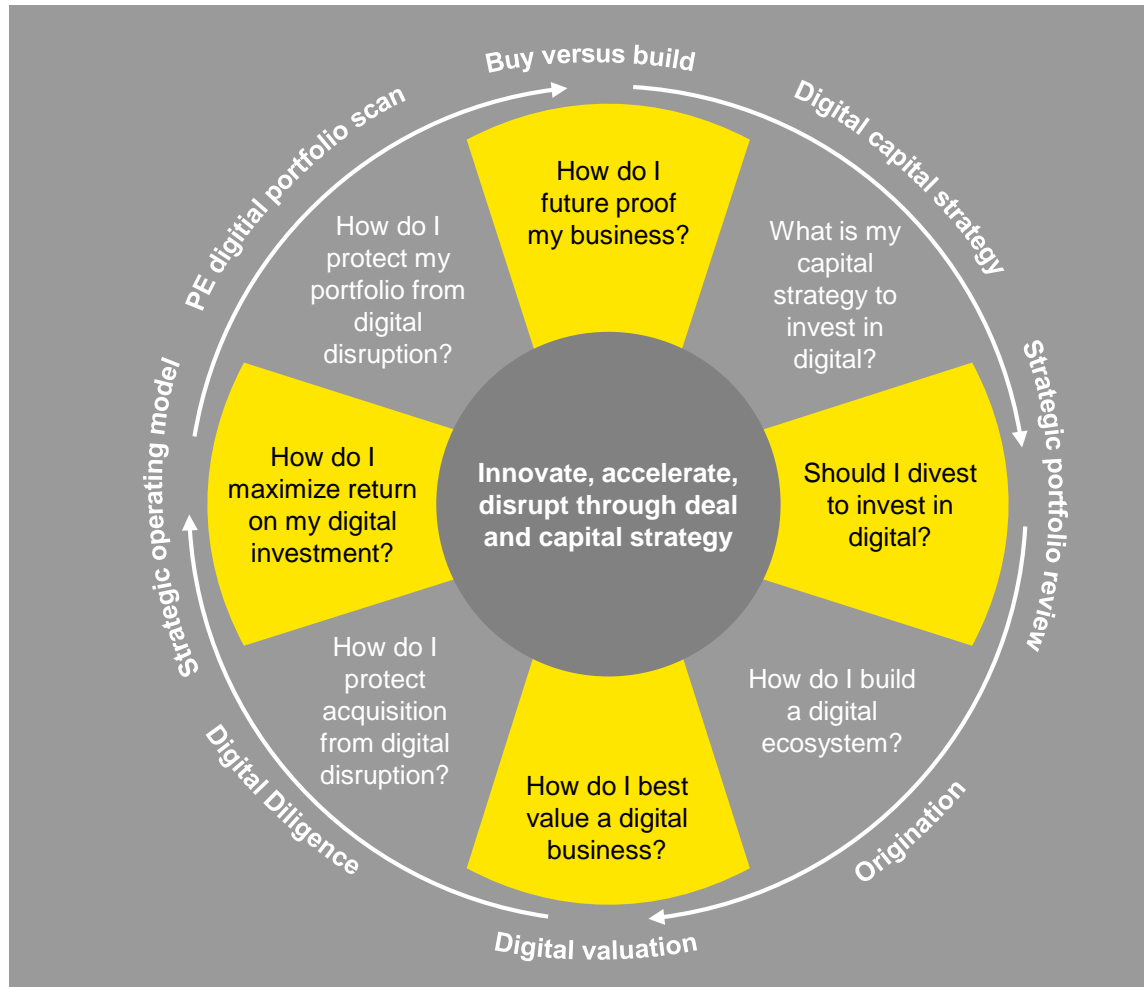 Buy versus build
Digital capital strategy
Strategic portfolio review
Origination
Digital valuation
Digital Diligence
Strategic operating model
PE digitial portfolio scan
How do I
future proof
my business?
What is my
capital
strategy to
invest in
digital?
Should I divest
to invest in
digital?
How do I build
a digital
ecosystem?
How do I best
value a digital
business?
How do I
protect
acquisition
from digital
disruption?
How do I
maximize return
on my digital
investment?
How do I
protect my
portfolio from
digital
disruption?
Innovate, accelerate,
disrupt through deal
and capital strategy